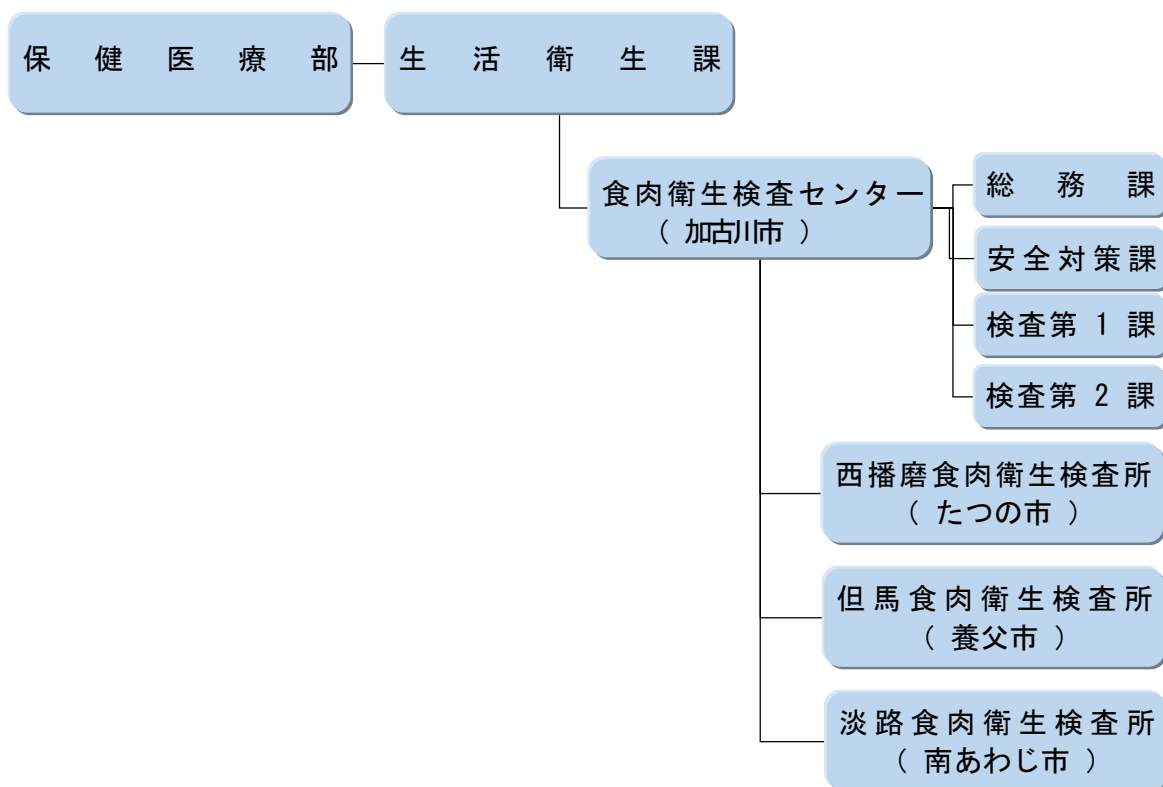 保健医療部
生活衛生課
食肉衛生検査センター
（加古川市）
総務課
安全対策課
検査第1課
検査第2課
西播磨食肉衛生検査所
（たつの市）
但馬食肉衛生検査所
（養父市）
淡路食肉衛生検査所
（南あわじ市）